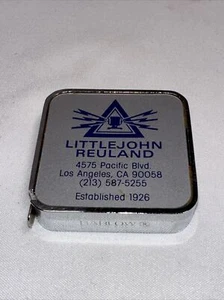 LITTLEJOHN
REULAND
4575 Pacific Blvd.
Los Angeles, CA 90058
(213) 587-5255
Established 1926